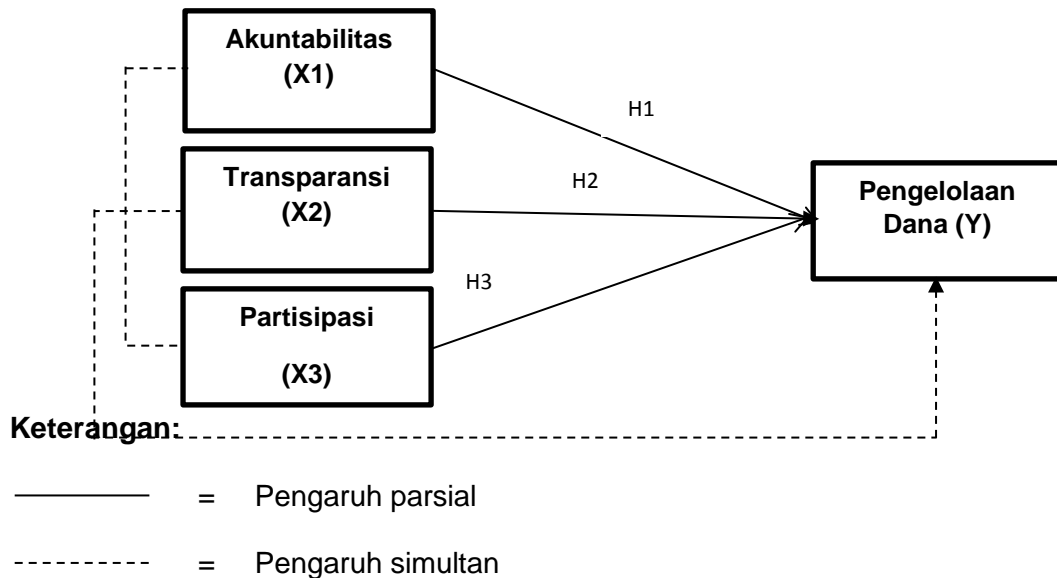 Akuntabilitas
(X1)
H1
Transparansi
(X2)
H2
Pengelolaan
Dana (Y)
H3
Partisipasi
(X3)
Keterangan:
= Pengaruh parsial
= Pengaruh simultan